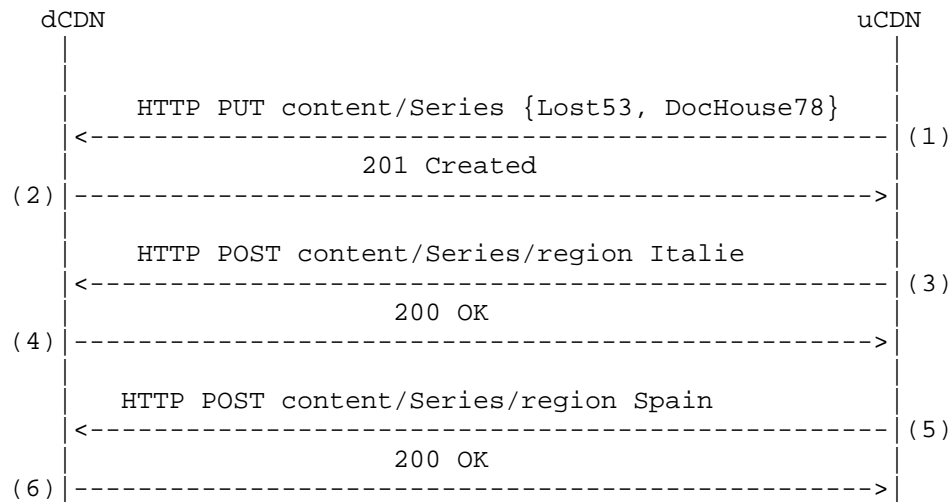 dCDN uCDN
HTTP PUT content/Series {Lost53, DocHouse78}
<--------------------------------------------------|(1)
201 Created
(2)|-------------------------------------------------->
HTTP POST content/Series/region Italie
<--------------------------------------------------|(3)
200 OK
(4)|-------------------------------------------------->
HTTP POST content/Series/region Spain
<--------------------------------------------------|(5)
200 OK
(6)|-------------------------------------------------->